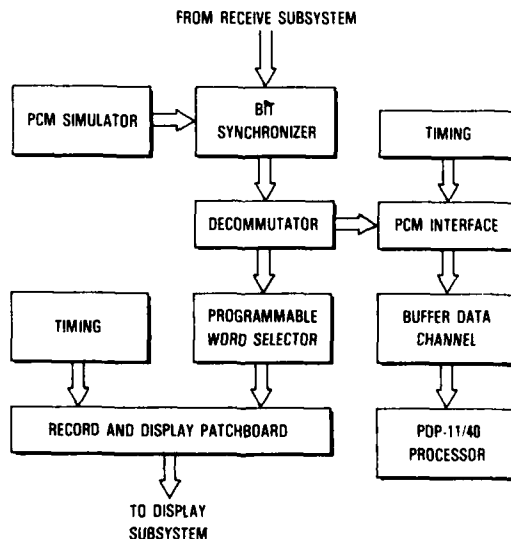 FROM RECEIVE SUBSYSTEM
PCM SIMULATOR
BIT
SYNCHRONIZER
TIMING
DECOMMUTATOR
PCM INTERFACE
TIMING
PROGRAMMABLE
WORD SELECTOR
BUFFER DATA
CHANNEL
RECORD AND DISPLAY PATCHBOARD
PDP-11/40
PROCESSOR
TO DISPLAY
SUBSYSTEM